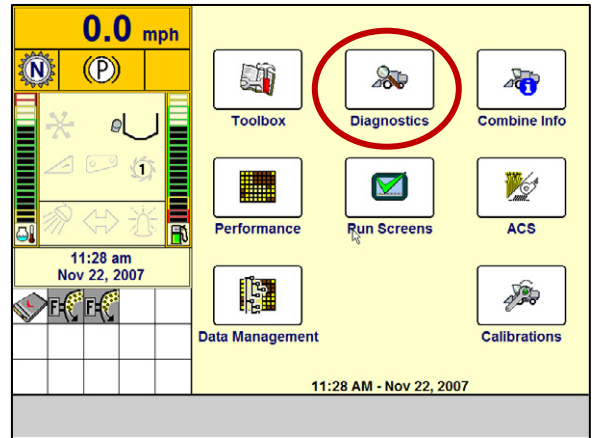 0.0 mph
N
P
1
11:28 am
Nov 22, 2007
L F F
Toolbox
Diagnostics
Combine Info
Performance
Run Screens
ACS
Data Management
Calibrations
11:28 AM - Nov 22, 2007